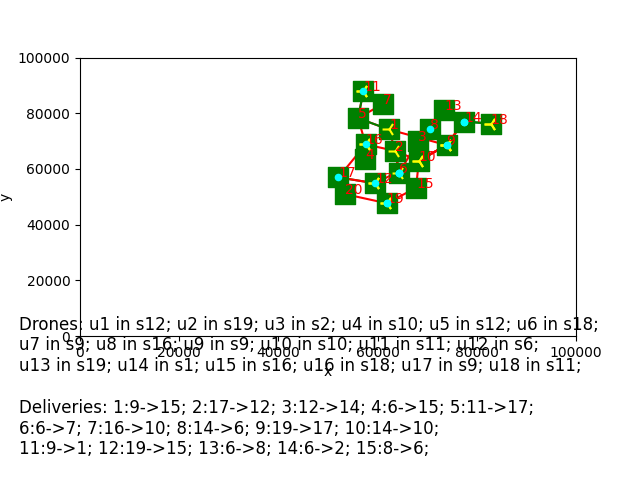 100000
80000
60000
40000
20000
0
y
0 20000 40000 60000 80000 100000
x
Drones: u1 in s12; u2 in s19; u3 in s2; u4 in s10; u5 in s12; u6 in s18;
u7 in s9; u8 in s16; u9 in s9; u10 in s10; u11 in s11; u12 in s6;
u13 in s19; u14 in s1; u15 in s16; u16 in s18; u17 in s9; u18 in s11;
Deliveries: 1:9->15; 2:17->12; 3:12->14; 4:6->15; 5:11->17;
6:6->7; 7:16->10; 8:14->6; 9:19->17; 10:14->10;
11:9->1; 12:19->15; 13:6->8; 14:6->2; 15:8->6;